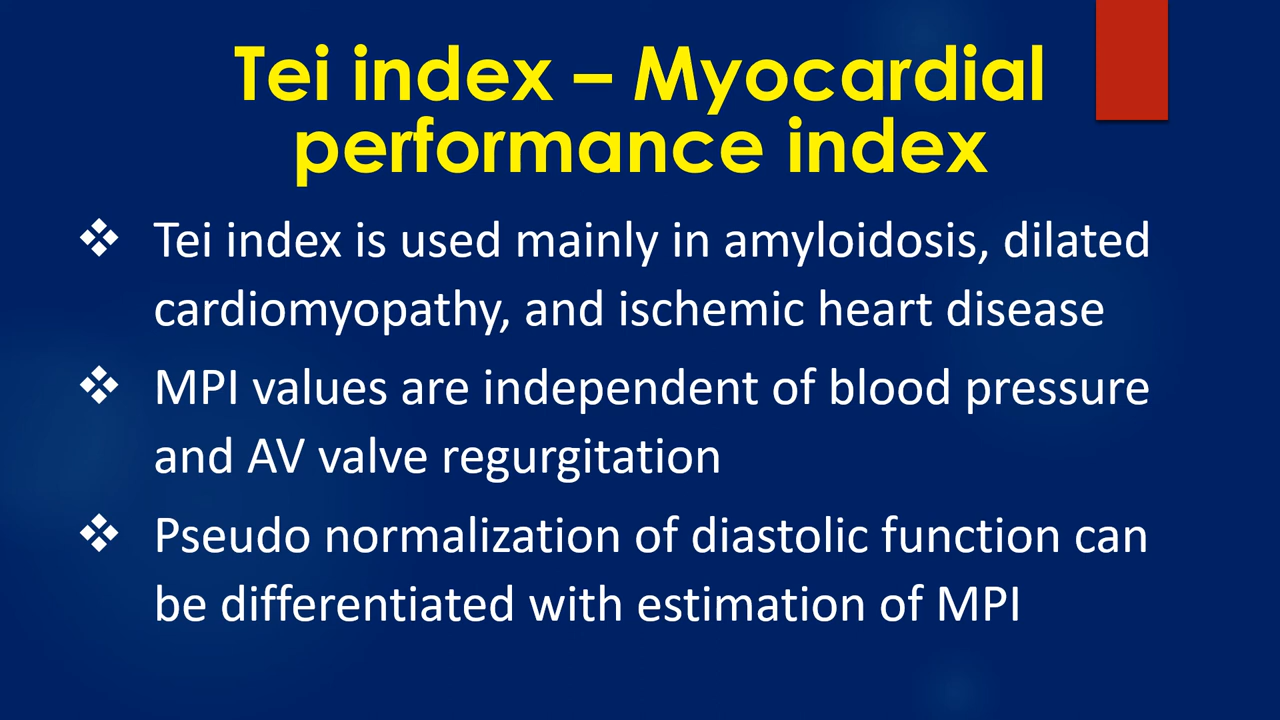 Tei index – Myocardial
performance index
❖ Tei index is used mainly in amyloidosis, dilated
cardiomyopathy, and ischemic heart disease
❖ MPI values are independent of blood pressure
and AV valve regurgitation
❖ Pseudo normalization of diastolic function can
be differentiated with estimation of MPI